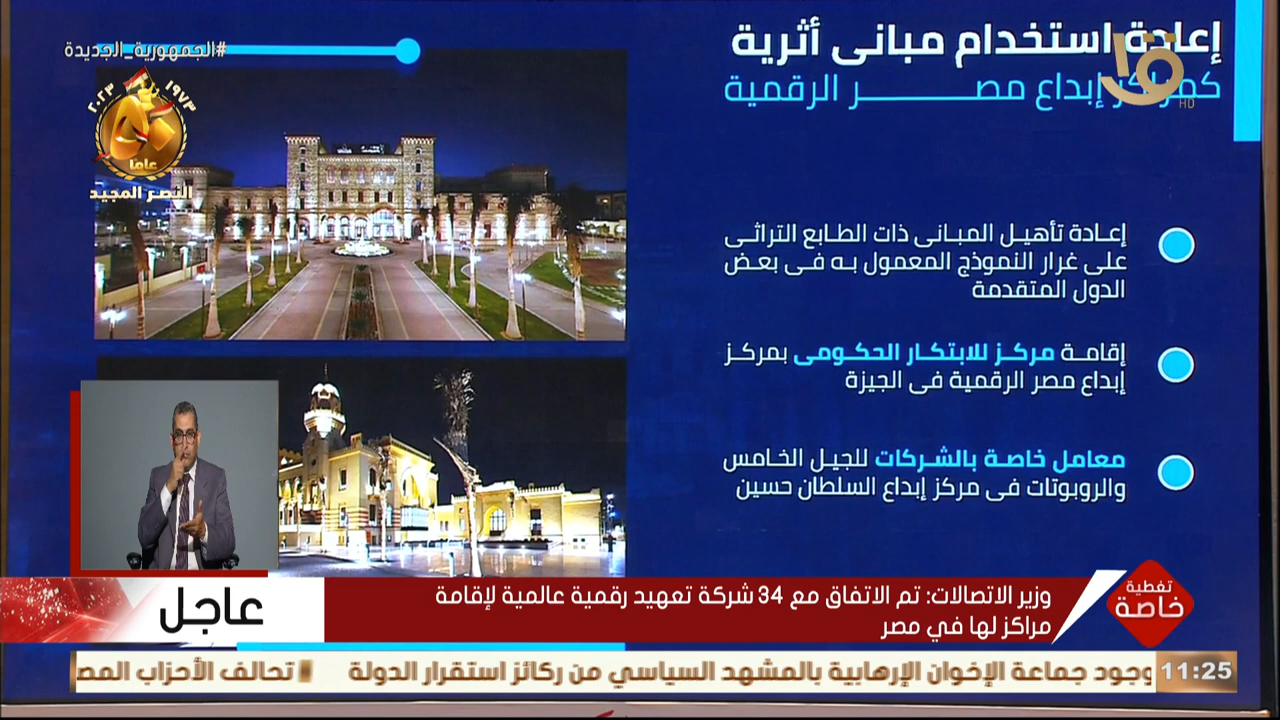 #الجمهورية_الجديدة
١٩٧٣
٢٠٢٣
عاما
النصر المجيد
HD
إعادة استخدام مبانى أثرية
كمراكز إبداع مصر الرقمية
إعادة تأهيل المبانى ذات الطابع التراثى
على غرار النموذج المعمول به فى بعض
الدول المتقدمة
إقامة مركز للابتكار الحكومى بمركز
إبداع مصر الرقمية فى الجيزة
معامل خاصة بالشركات للجيل الخامس
والروبوتات فى مركز إبداع السلطان حسين
تغطية
خاصة
وزير الاتصالات: تم الاتفاق مع 34 شركة تعهيد رقمية عالمية لإقامة
مراكز لها في مصر
عاجل
11:25
وجود جماعة الإخوان الإرهابية بالمشهد السياسي من ركائز استقرار الدولة تحالف الأحزاب المص